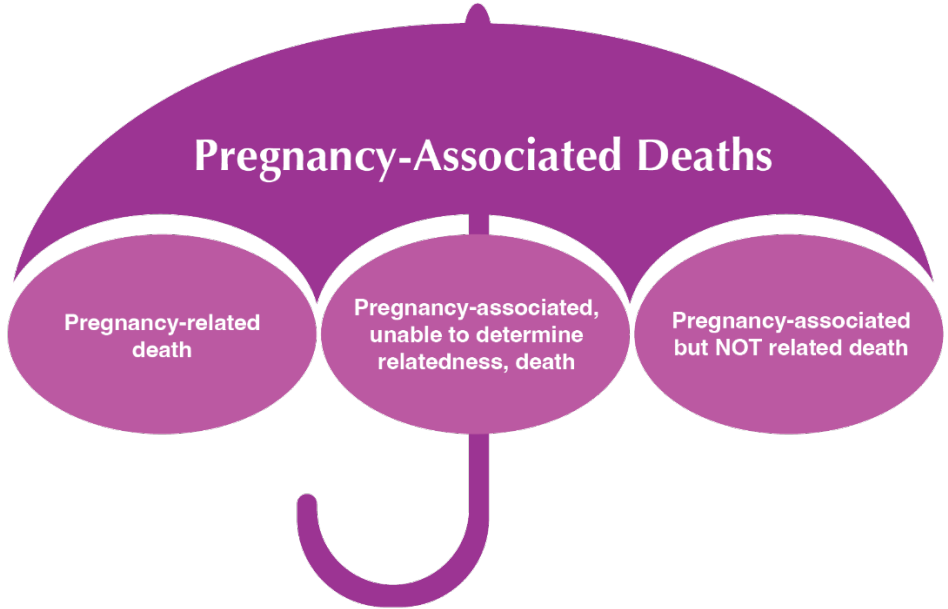 Pregnancy-Associated Deaths
Pregnancy-related
death
Pregnancy-associated,
unable to determine
relatedness, death
Pregnancy-associated
but NOT related death